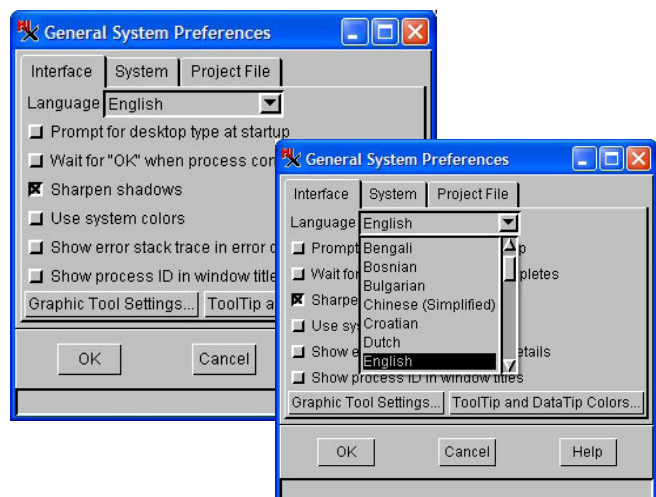 General System Preferences
Interface System Project File
Language English
Prompt for desktop type at startup
Wait for "OK" when process
Sharpen shadows
Use system colors
Show error stack trace in error
Show process ID in window title
Graphic Tool Settings... ToolTip
OK Cancel
General System Preferences
Interface System Project File
Language English
Prompt
Wait for
Sharpe
Use sy
Show
Show process ID in window titles
Bengali
Bosnian
Bulgarian
Chinese (Simplified)
Croatian
Dutch
English
Graphic Tool Settings... ToolTip and DataTip Colors...
OK Cancel Help